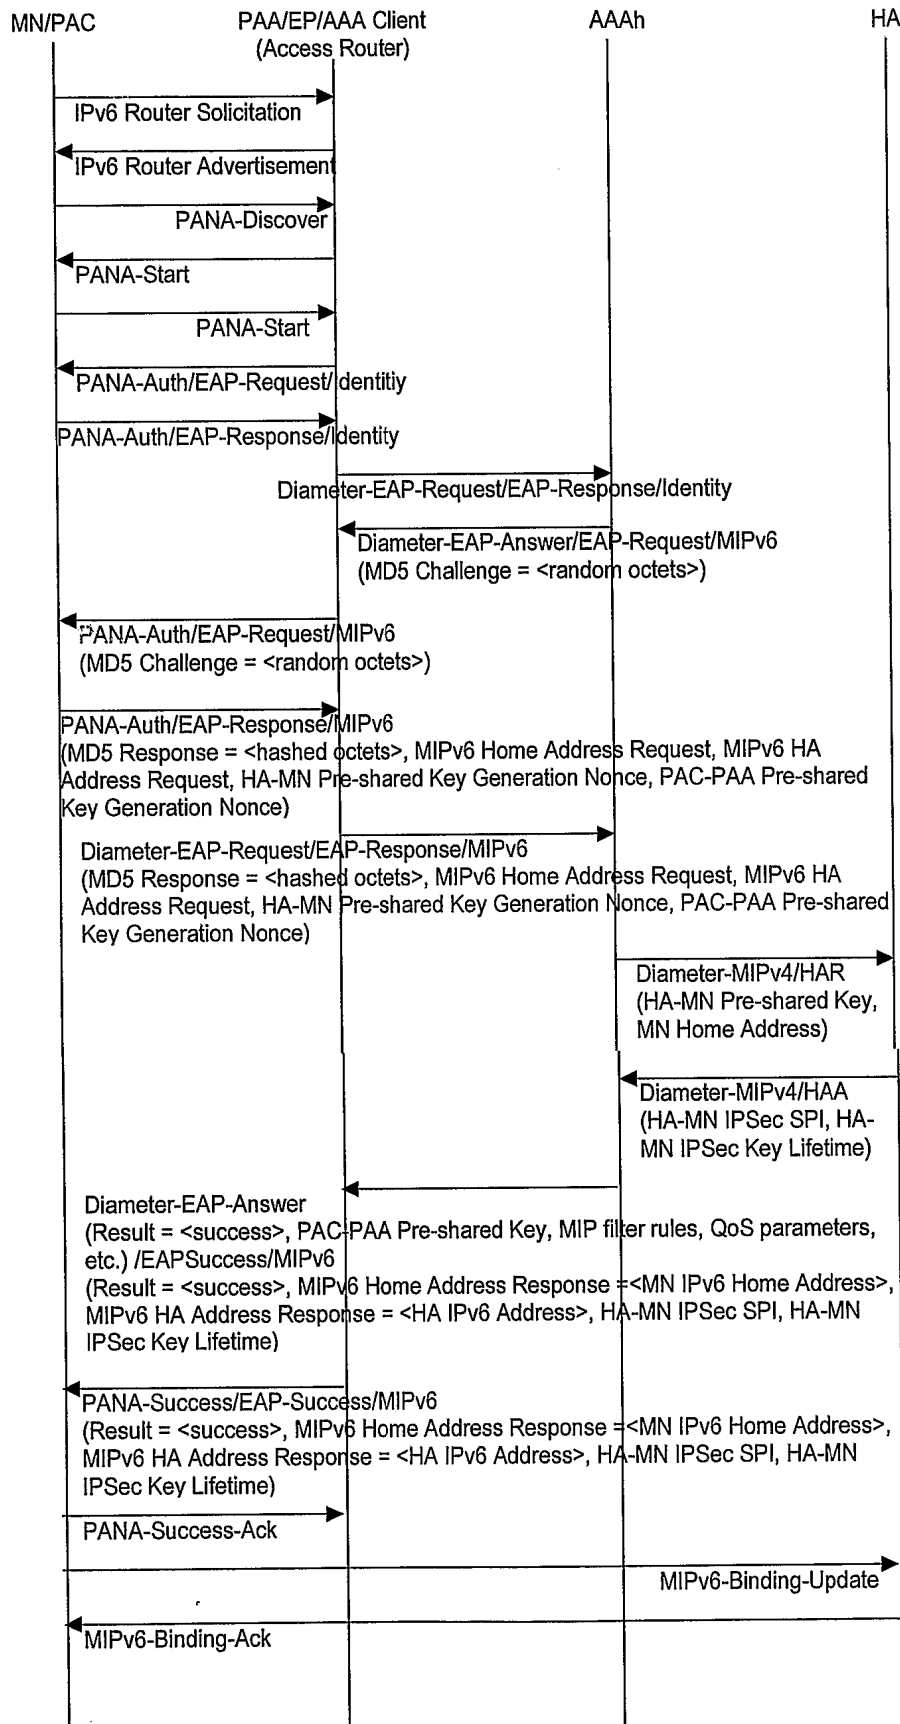 MN/PAC PAA/EP/AAA Client AAAh HA
(Access Router)
IPv6 Router Solicitation
IPv6 Router Advertisement
PANA-Discover
PANA-Start
PANA-Start
PANA-Auth/EAP-Request/Identitiy
PANA-Auth/EAP-Response/Identity
Diameter-EAP-Request/EAP-Response/Identity
Diameter-EAP-Answer/EAP-Request/MIPv6
(MD5 Challenge = <random octets>)
PANA-Auth/EAP-Request/MIPv6
(MD5 Challenge = <random octets>)
PANA-Auth/EAP-Response/MIPv6
(MD5 Response = <hashed octets>, MIPv6 Home Address Request, MIPv6 HA
Address Request, HA-MN Pre-shared Key Generation Nonce, PAC-PAA Pre-shared
Key Generation Nonce)
Diameter-EAP-Request/EAP-Response/MIPv6
(MD5 Response = <hashed octets>, MIPv6 Home Address Request, MIPv6 HA
Address Request, HA-MN Pre-shared Key Generation Nonce, PAC-PAA Pre-shared
Key Generation Nonce)
Diameter-MIPv4/HAR
(HA-MN Pre-shared Key,
MN Home Address)
Diameter-MIPv4/HAA
(HA-MN IPSec SPI, HA-
MN IPSec Key Lifetime)
Diameter-EAP-Answer
(Result = <success>, PAC-PAA Pre-shared Key, MIP filter rules, QoS parameters,
etc.) /EAPSuccess/MIPv6
(Result = <success>, MIPv6 Home Address Response =<MN IPv6 Home Address>,
MIPv6 HA Address Response = <HA IPv6 Address>, HA-MN IPSec SPI, HA-MN
IPSec Key Lifetime)
PANA-Success/EAP-Success/MIPv6
(Result = <success>, MIPv6 Home Address Response =<MN IPv6 Home Address>,
MIPv6 HA Address Response = <HA IPv6 Address>, HA-MN IPSec SPI, HA-MN
IPSec Key Lifetime)
PANA-Success-Ack
MIPv6-Binding-Update
MIPv6-Binding-Ack